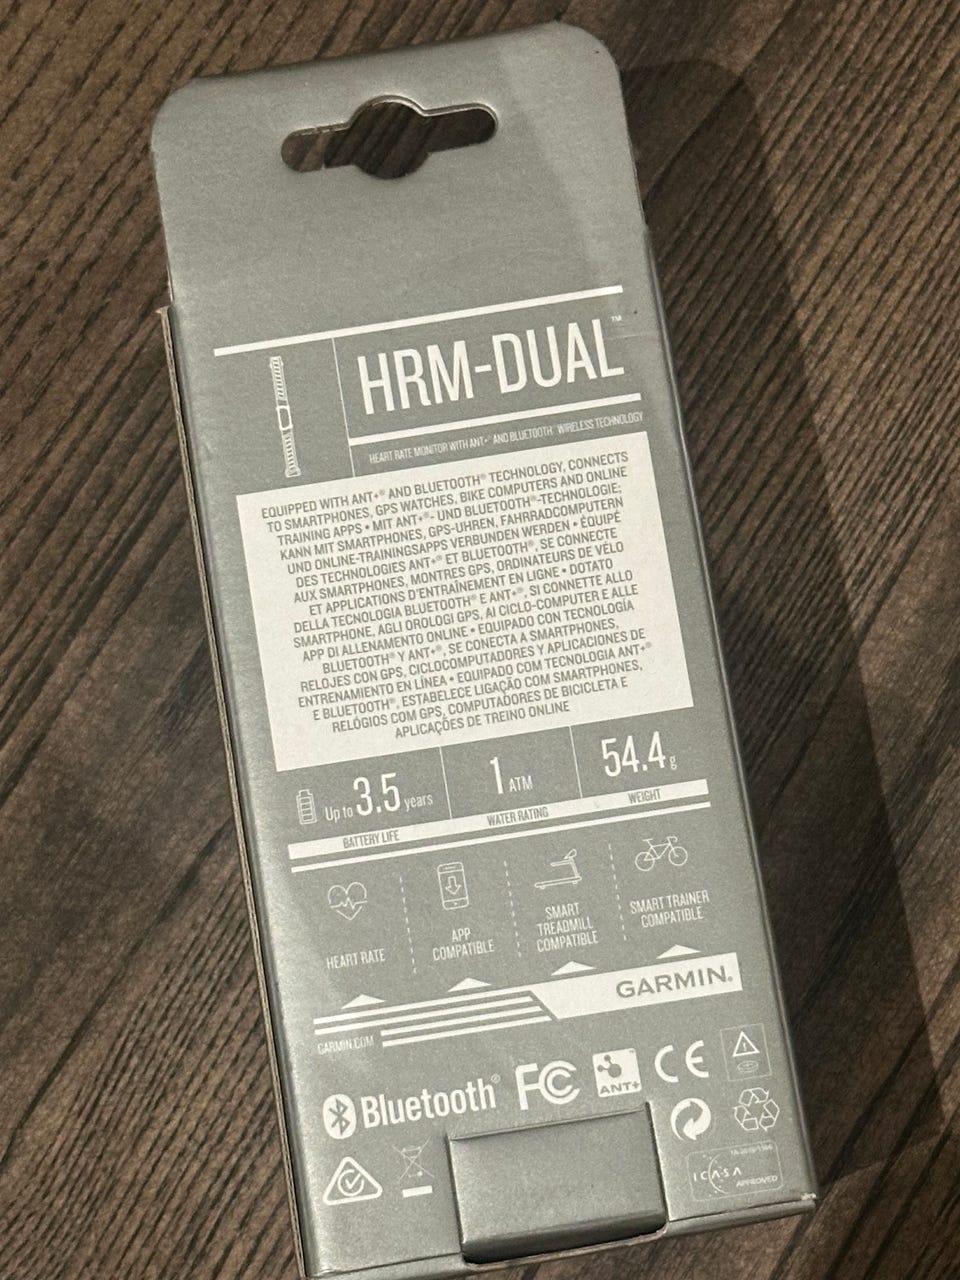 HRM-DUAL™
HEART RATE MONITOR WITH ANT+® AND BLUETOOTH® WIRELESS TECHNOLOGY
EQUIPPED WITH ANT+® AND BLUETOOTH® TECHNOLOGY, CONNECTS
TO SMARTPHONES, GPS WATCHES, BIKE COMPUTERS AND ONLINE
TRAINING APPS • MIT ANT+®- UND BLUETOOTH®-TECHNOLOGIE;
KANN MIT SMARTPHONES, GPS-UHREN, FAHRRADCOMPUTERN
UND ONLINE-TRAININGSAPPS VERBUNDEN WERDEN • ÉQUIPÉ
DES TECHNOLOGIES ANT+® ET BLUETOOTH®, SE CONNECTE
AUX SMARTPHONES, MONTRES GPS, ORDINATEURS DE VÉLO
ET APPLICATIONS D'ENTRAÎNEMENT EN LIGNE • DOTATO
DELLA TECNOLOGIA BLUETOOTH® E ANT+®, SI CONNETTE ALLO
SMARTPHONE, AGLI OROLOGI GPS, AI CICLO-COMPUTER E ALLE
APP DI ALLENAMENTO ONLINE • EQUIPADO CON TECNOLOGÍA
BLUETOOTH® Y ANT+®, SE CONECTA A SMARTPHONES,
RELOJES CON GPS, CICLOCOMPUTADORES Y APLICACIONES DE
ENTRENAMIENTO EN LÍNEA • EQUIPADO COM TECNOLOGIA ANT+®
E BLUETOOTH®, ESTABELECE LIGAÇÃO COM SMARTPHONES,
RELÓGIOS COM GPS, COMPUTADORES DE BICICLETA E
APLICAÇÕES DE TREINO ONLINE
Up to 3.5 years
BATTERY LIFE
1 ATM
WATER RATING
54.4 g
WEIGHT
HEART RATE
APP
COMPATIBLE
SMART
TREADMILL
COMPATIBLE
SMART TRAINER
COMPATIBLE
GARMIN®
GARMIN.COM
Bluetooth®
FC
ANT+™
CE
ICASA
APPROVED